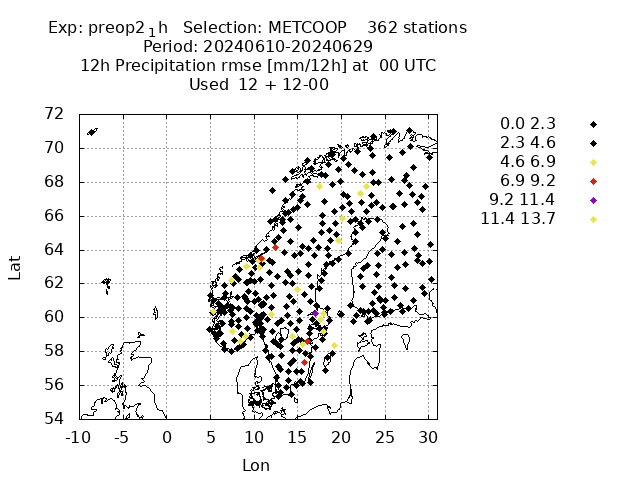 Exp: preop2₁h   Selection: METCOOP    362 stations
Period: 20240610-20240629
12h Precipitation rmse [mm/12h] at  00 UTC
Used  12 + 12-00
72
70
68
66
64
62
60
58
56
54
Lat
-10 -5 0 5 10 15 20 25 30
Lon
0.0 2.3
2.3 4.6
4.6 6.9
6.9 9.2
9.2 11.4
11.4 13.7